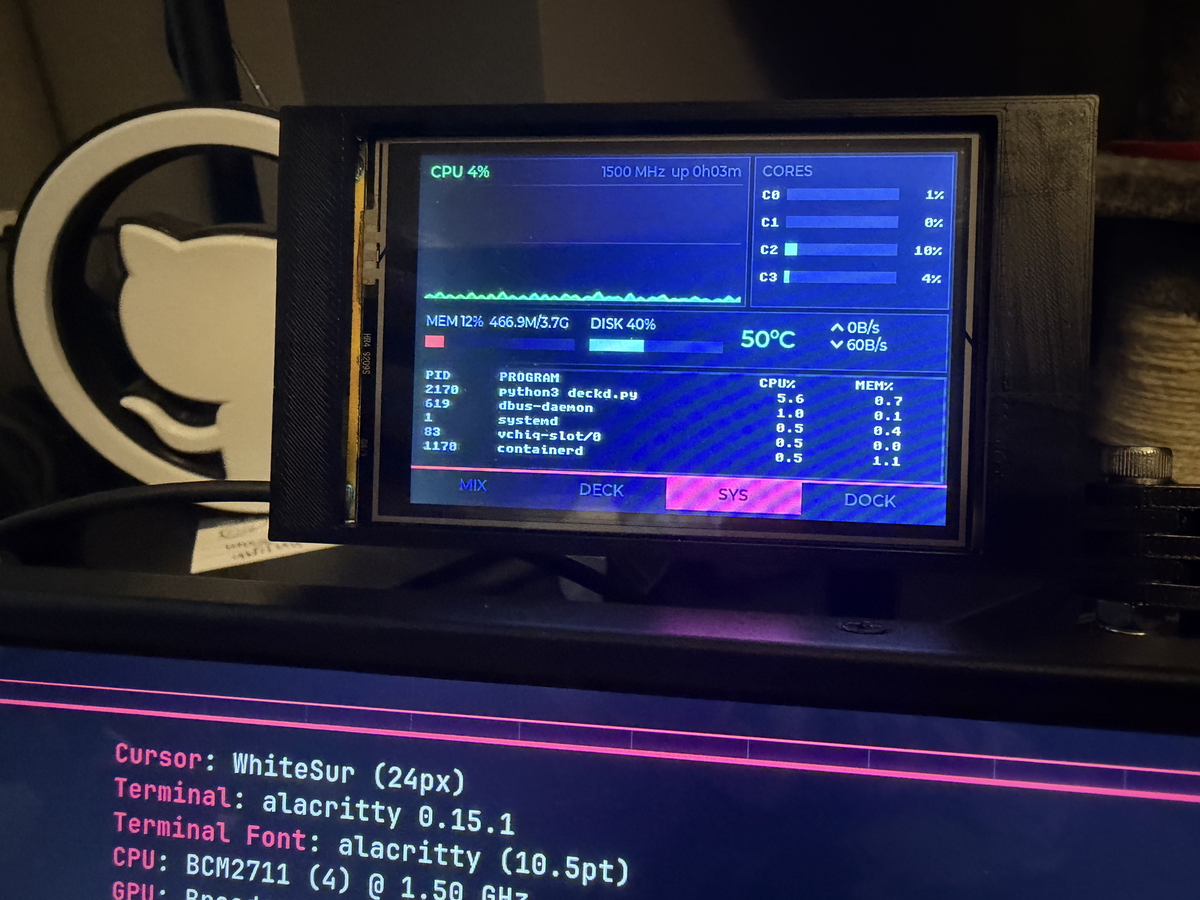 CPU 4% 1500 MHz up 0h03m
CORES
C0 1%
C1 0%
C2 10%
C3 4%
MEM 12% 466.9M/3.7G DISK 40%
50°C
0B/s
60B/s
PID PROGRAM CPU% MEM%
2170 python3 deckd.py 5.6 0.7
619 dbus-daemon 1.0 0.1
1 systemd 0.5 0.4
83 vchiq-slot/0 0.5 0.0
1170 containerd 0.5 1.1
MIX DECK SYS DOCK
Cursor: WhiteSur (24px)
Terminal: alacritty 0.15.1
Terminal Font: alacritty (10.5pt)
CPU: BCM2711 (4) @ 1.50 GHz
GPU: